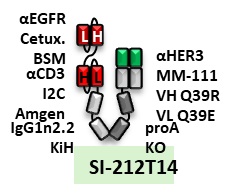 αEGFR
Cetux.
L H
BSM
αCD3
H L
I2C
Amgen
IgG1n2.2
KiH
αHER3
MM-111
VH Q39R
VL Q39E
proA
KO
SI-212T14